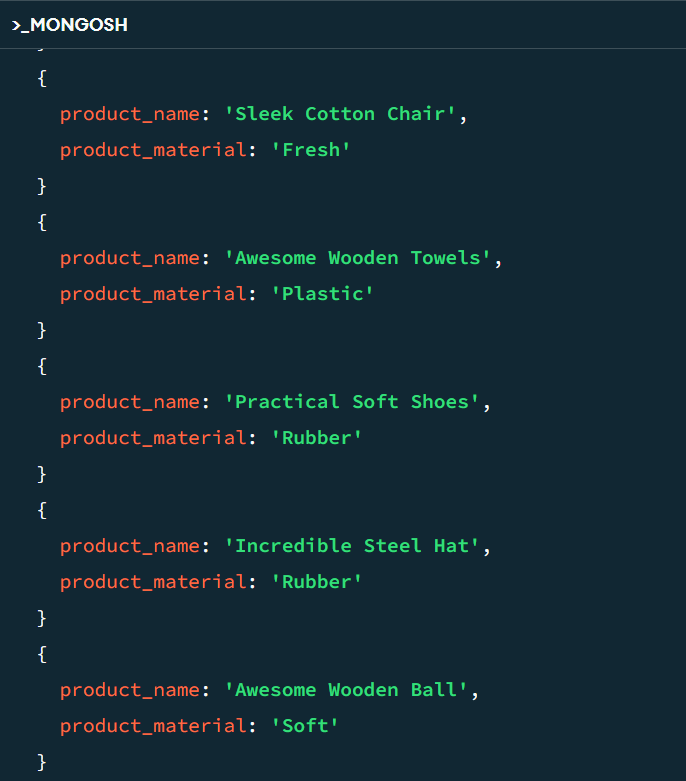 >_MONGOSH
{
product_name: 'Sleek Cotton Chair',
product_material: 'Fresh'
}
{
product_name: 'Awesome Wooden Towels',
product_material: 'Plastic'
}
{
product_name: 'Practical Soft Shoes',
product_material: 'Rubber'
}
{
product_name: 'Incredible Steel Hat',
product_material: 'Rubber'
}
{
product_name: 'Awesome Wooden Ball',
product_material: 'Soft'
}